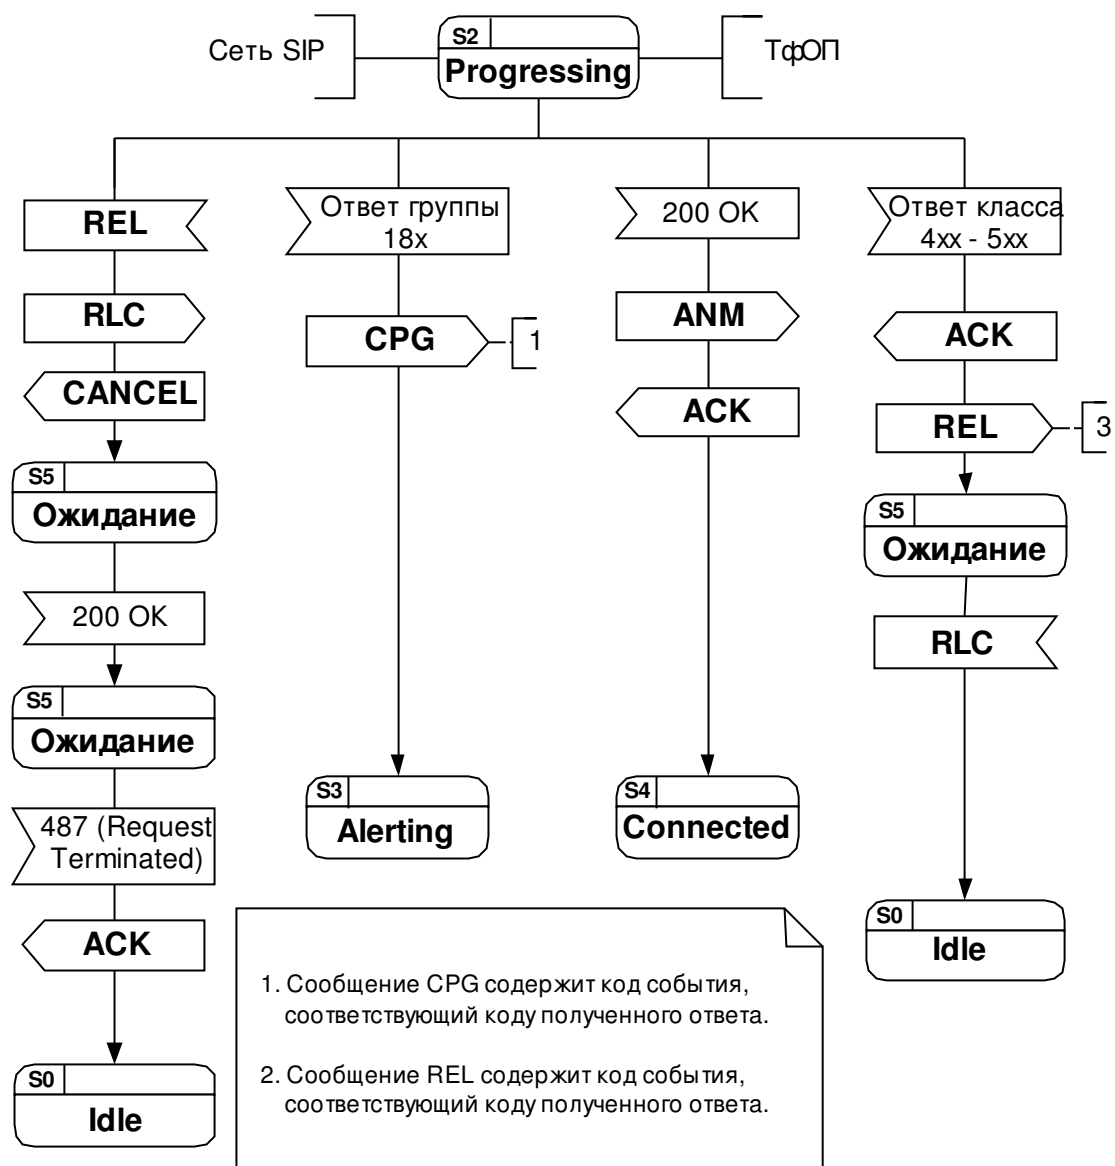 Сеть SIP
S2
Progressing
ТфОП
REL
RLC
CANCEL
S5
Ожидание
200 OK
S5
Ожидание
487 (Request
Terminated)
ACK
S0
Idle
Ответ группы
18x
CPG
1
S3
Alerting
200 OK
ANM
ACK
S4
Connected
Ответ класса
4xx - 5xx
ACK
REL
3
S5
Ожидание
RLC
S0
Idle
1. Сообщение CPG содержит код события,
соответствующий коду полученного ответа.
2. Сообщение REL содержит код события,
соответствующий коду полученного ответа.